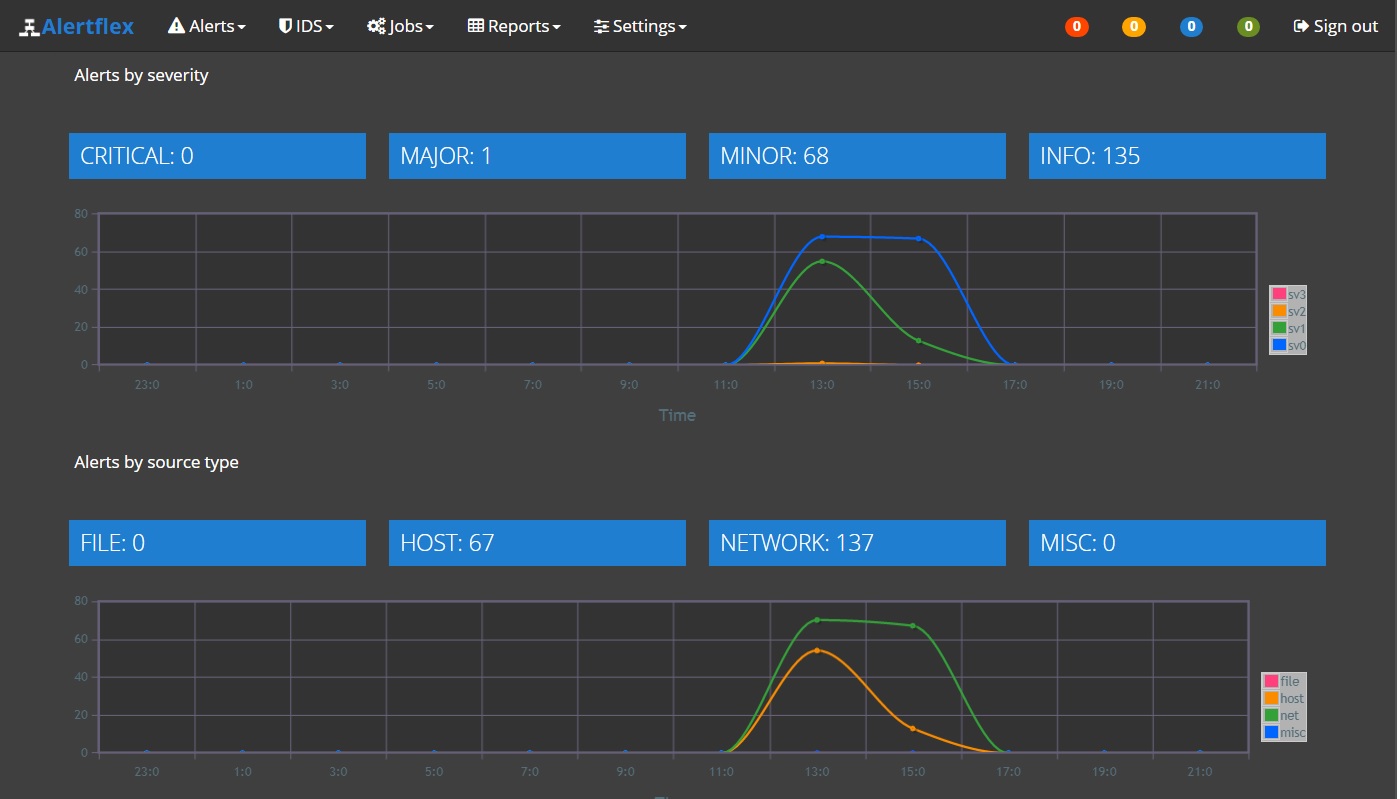 Alertflex Alerts IDS Jobs Reports Settings 0 0 0 0 Sign out
Alerts by severity
CRITICAL: 0 MAJOR: 1 MINOR: 68 INFO: 135
80
60
40
20
0
sv3
sv2
sv1
sv0
23:0 1:0 3:0 5:0 7:0 9:0 11:0 13:0 15:0 17:0 19:0 21:0
Time
Alerts by source type
FILE: 0 HOST: 67 NETWORK: 137 MISC: 0
80
60
40
20
0
file
host
net
misc
23:0 1:0 3:0 5:0 7:0 9:0 11:0 13:0 15:0 17:0 19:0 21:0